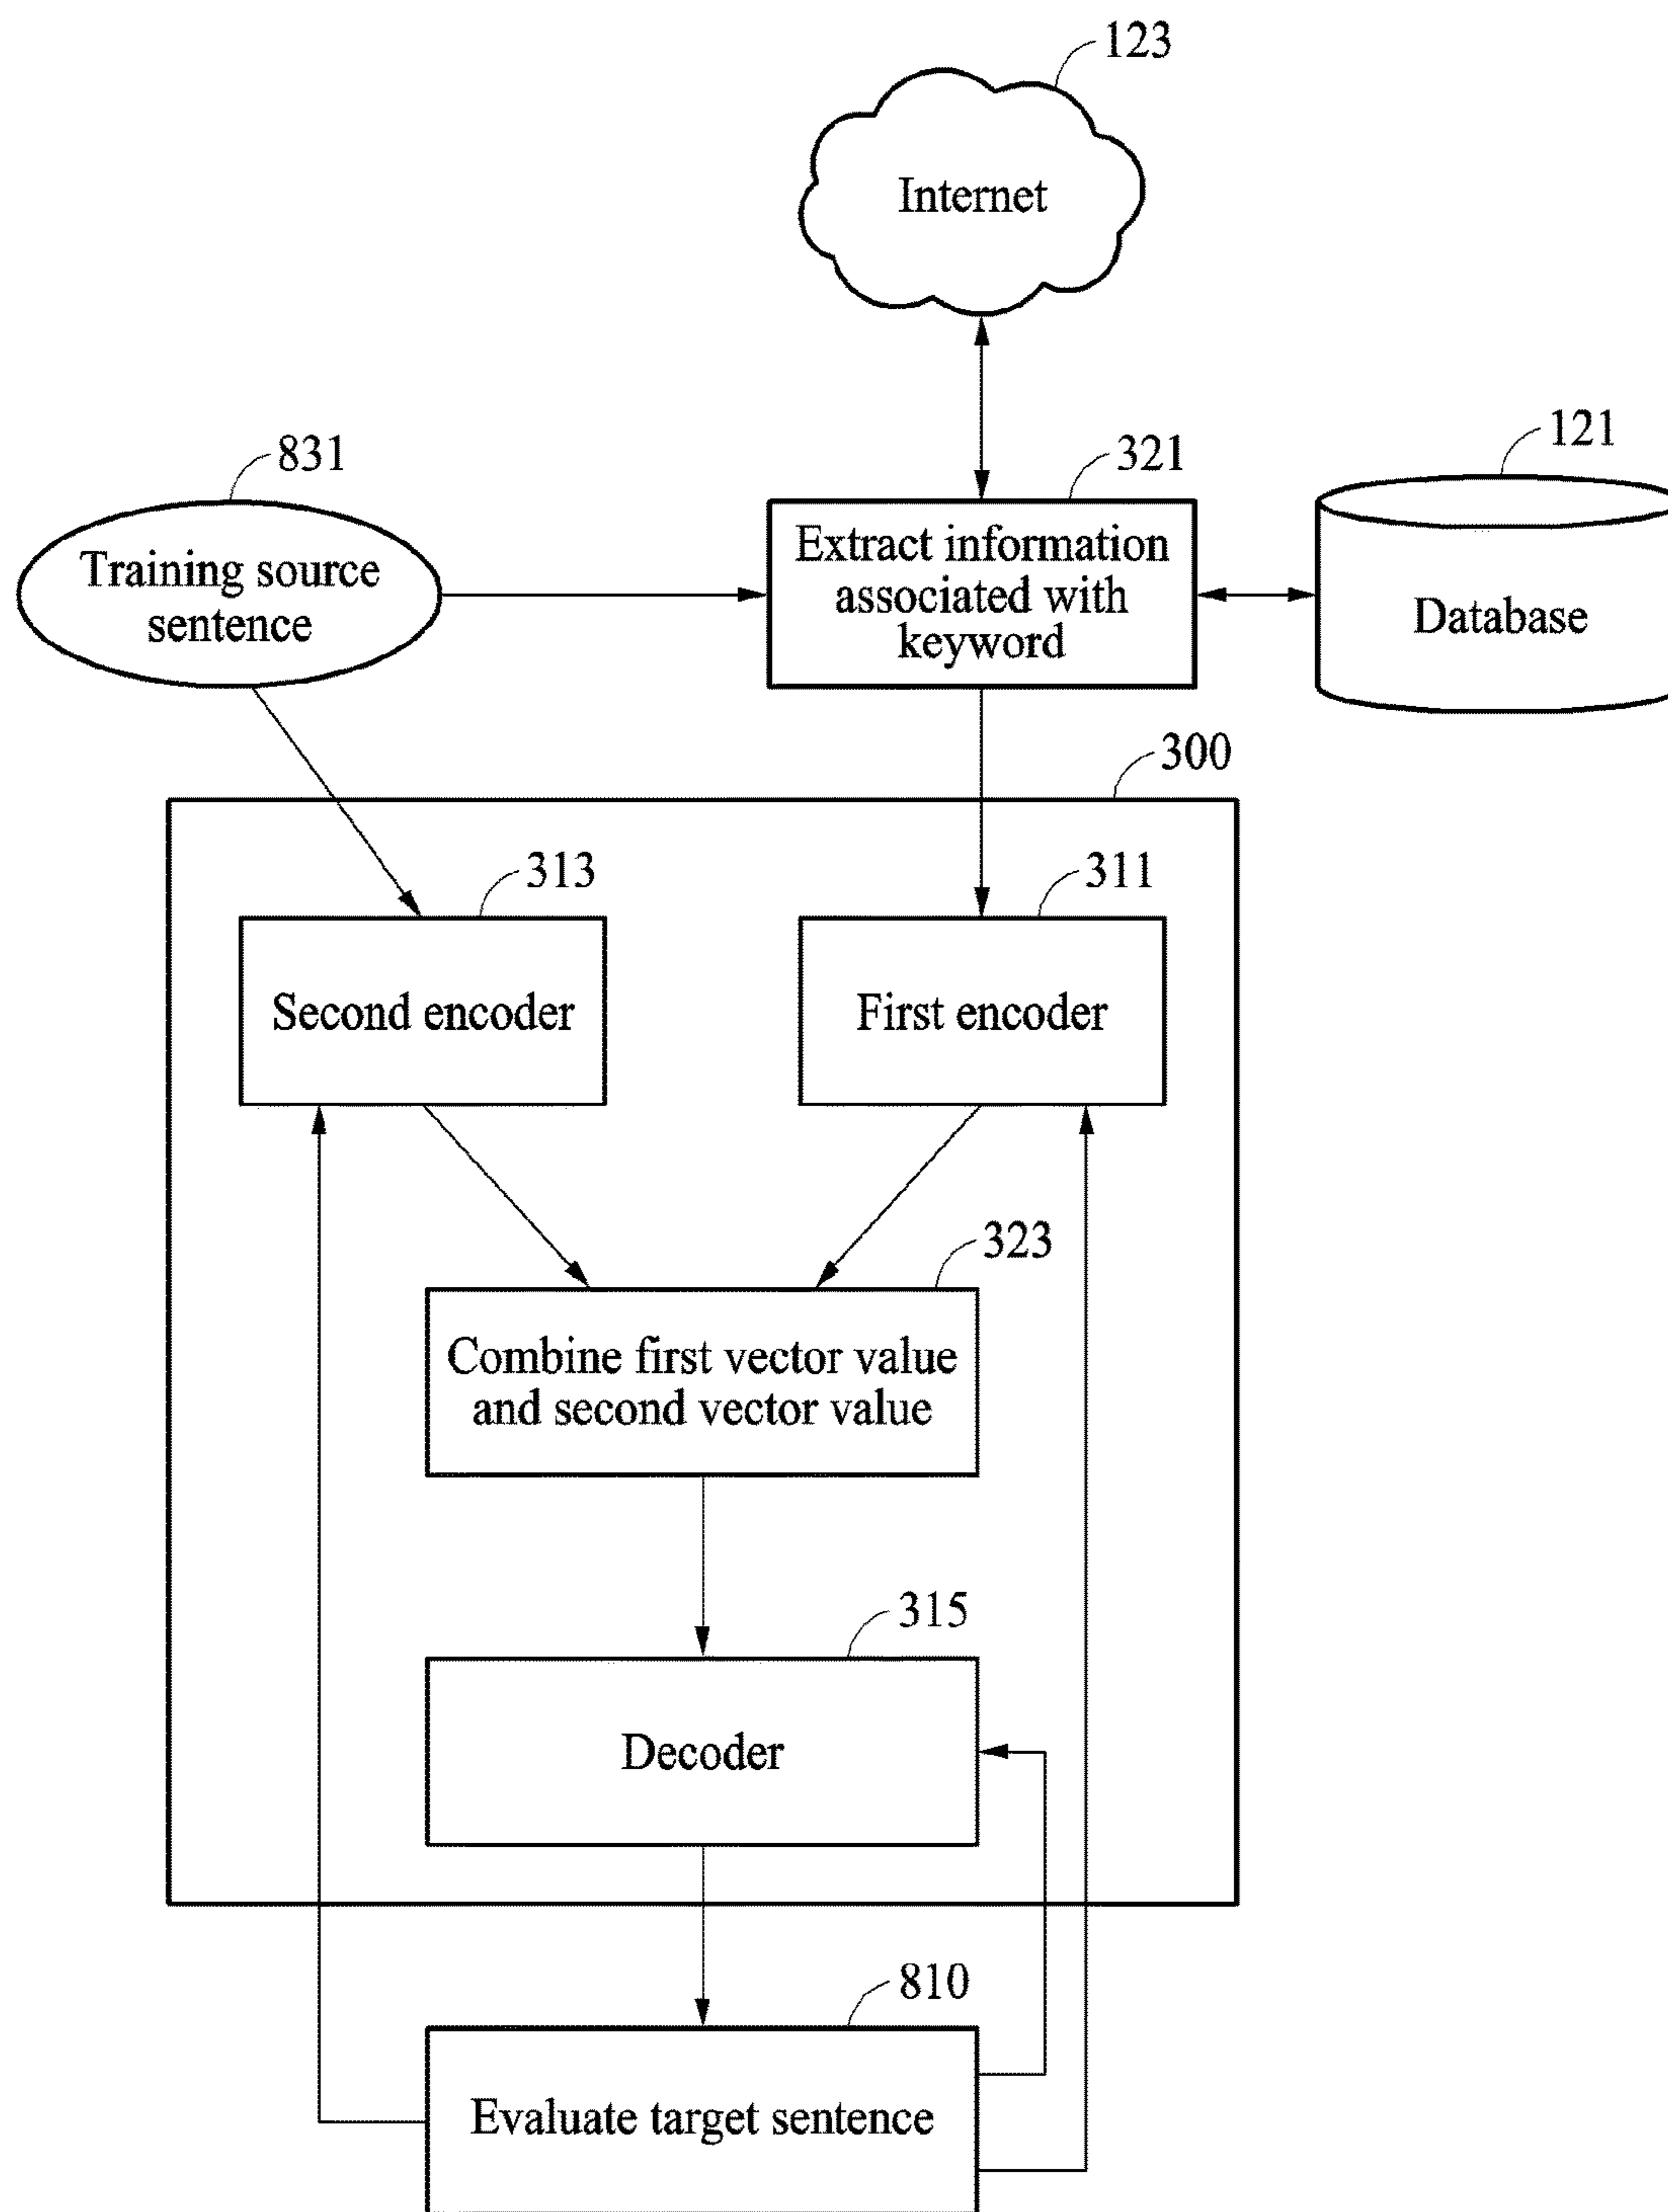 123
Internet
831
321
121
Training source
sentence
Extract information
associated with
keyword
Database
300
313
311
Second encoder
First encoder
323
Combine first vector value
and second vector value
315
Decoder
810
Evaluate target sentence